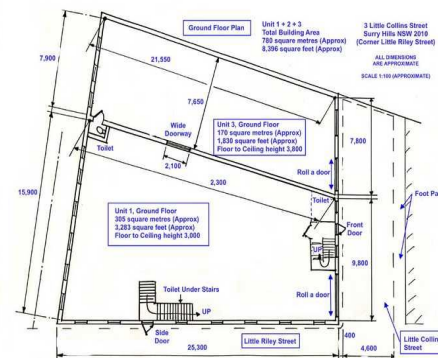 Ground Floor Plan
Unit 1 + 2 + 3
Total Building Area
780 square metres (Approx)
8,396 square feet (Approx)
3 Little Collins Street
Surry Hills NSW 2010
(Corner Little Riley Street)
ALL DIMENSIONS
ARE APPROXIMATE
SCALE 1:100 (APPROXIMATE)
7,900
21,550
7,650
Wide
Doorway
Unit 3, Ground Floor
170 square metres (Approx)
1,830 square feet (Approx)
Floor to Ceiling height 3,800
7,800
Toilet
2,100
Roll a door
15,900
2,300
Toilet
Foot Pa
Unit 1, Ground Floor
305 square metres (Approx)
3,283 square feet (Approx)
Floor to Ceiling height 3,000
Front
Door
UP
9,800
Toilet Under Stairs
UP
Roll a door
Side
Door
Little Riley Street
400
Little Collin
Street
25,300
4,600